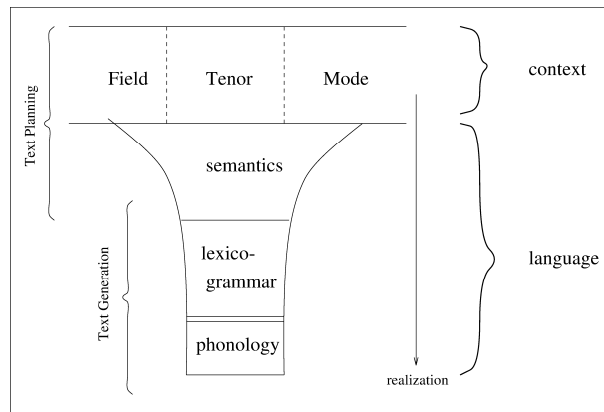 Field Tenor Mode
context
Text Planning
semantics
lexico-
grammar
language
Text Generation
phonology
realization